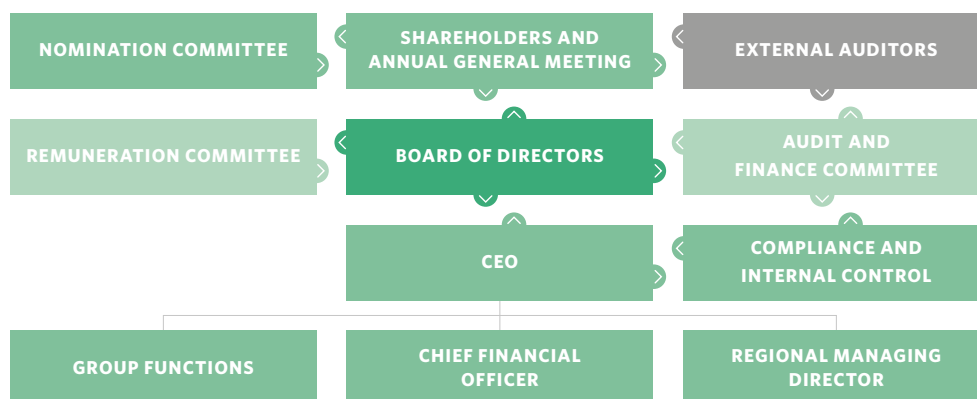 NOMINATION COMMITTEE
SHAREHOLDERS AND
ANNUAL GENERAL MEETING
EXTERNAL AUDITORS
REMUNERATION COMMITTEE
BOARD OF DIRECTORS
AUDIT AND
FINANCE COMMITTEE
CEO
COMPLIANCE AND
INTERNAL CONTROL
GROUP FUNCTIONS
CHIEF FINANCIAL
OFFICER
REGIONAL MANAGING
DIRECTOR